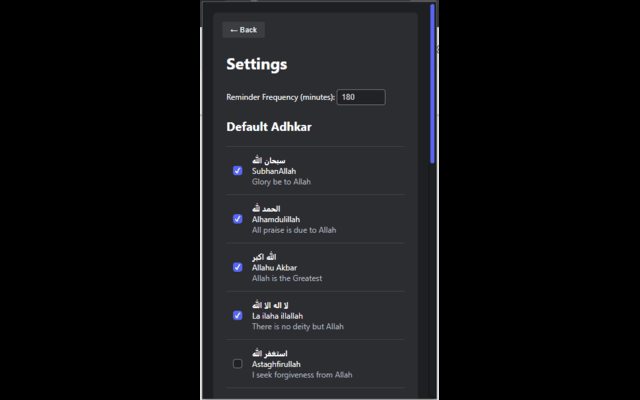 ← Back
Settings
Reminder Frequency (minutes): 180
Default Adhkar
سبحان الله
SubhanAllah
Glory be to Allah
الحمد لله
Alhamdulillah
All praise is due to Allah
الله اكبر
Allahu Akbar
Allah is the Greatest
لا اله الا الله
La ilaha illallah
There is no deity but Allah
استغفر الله
Astaghfirullah
I seek forgiveness from Allah